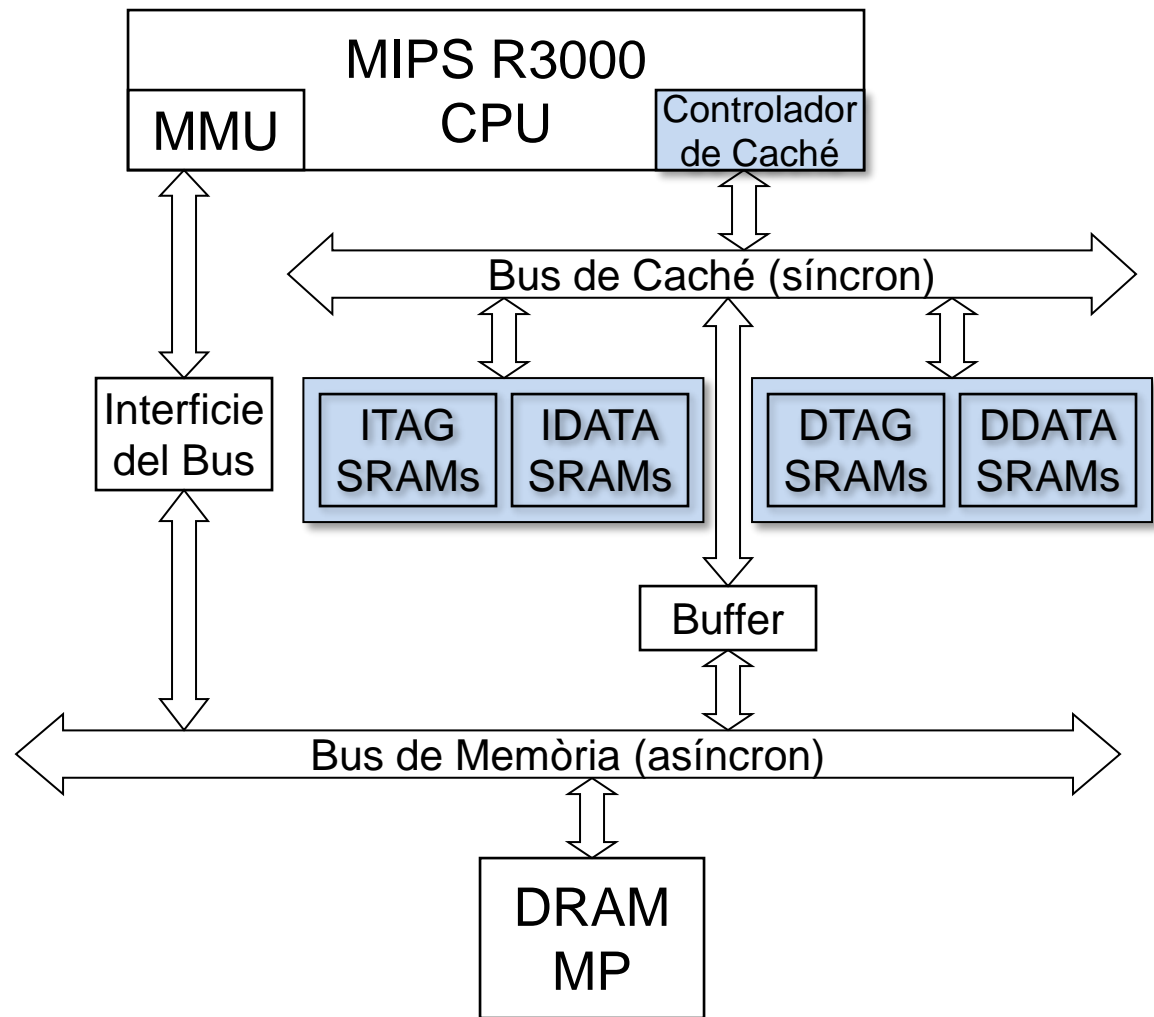 MIPS R3000
CPU
MMU
Controlador
de Caché
Bus de Caché (síncron)
Interficie
del Bus
ITAG
SRAMs
IDATA
SRAMs
DTAG
SRAMs
DDATA
SRAMs
Buffer
Bus de Memòria (asíncron)
DRAM
MP